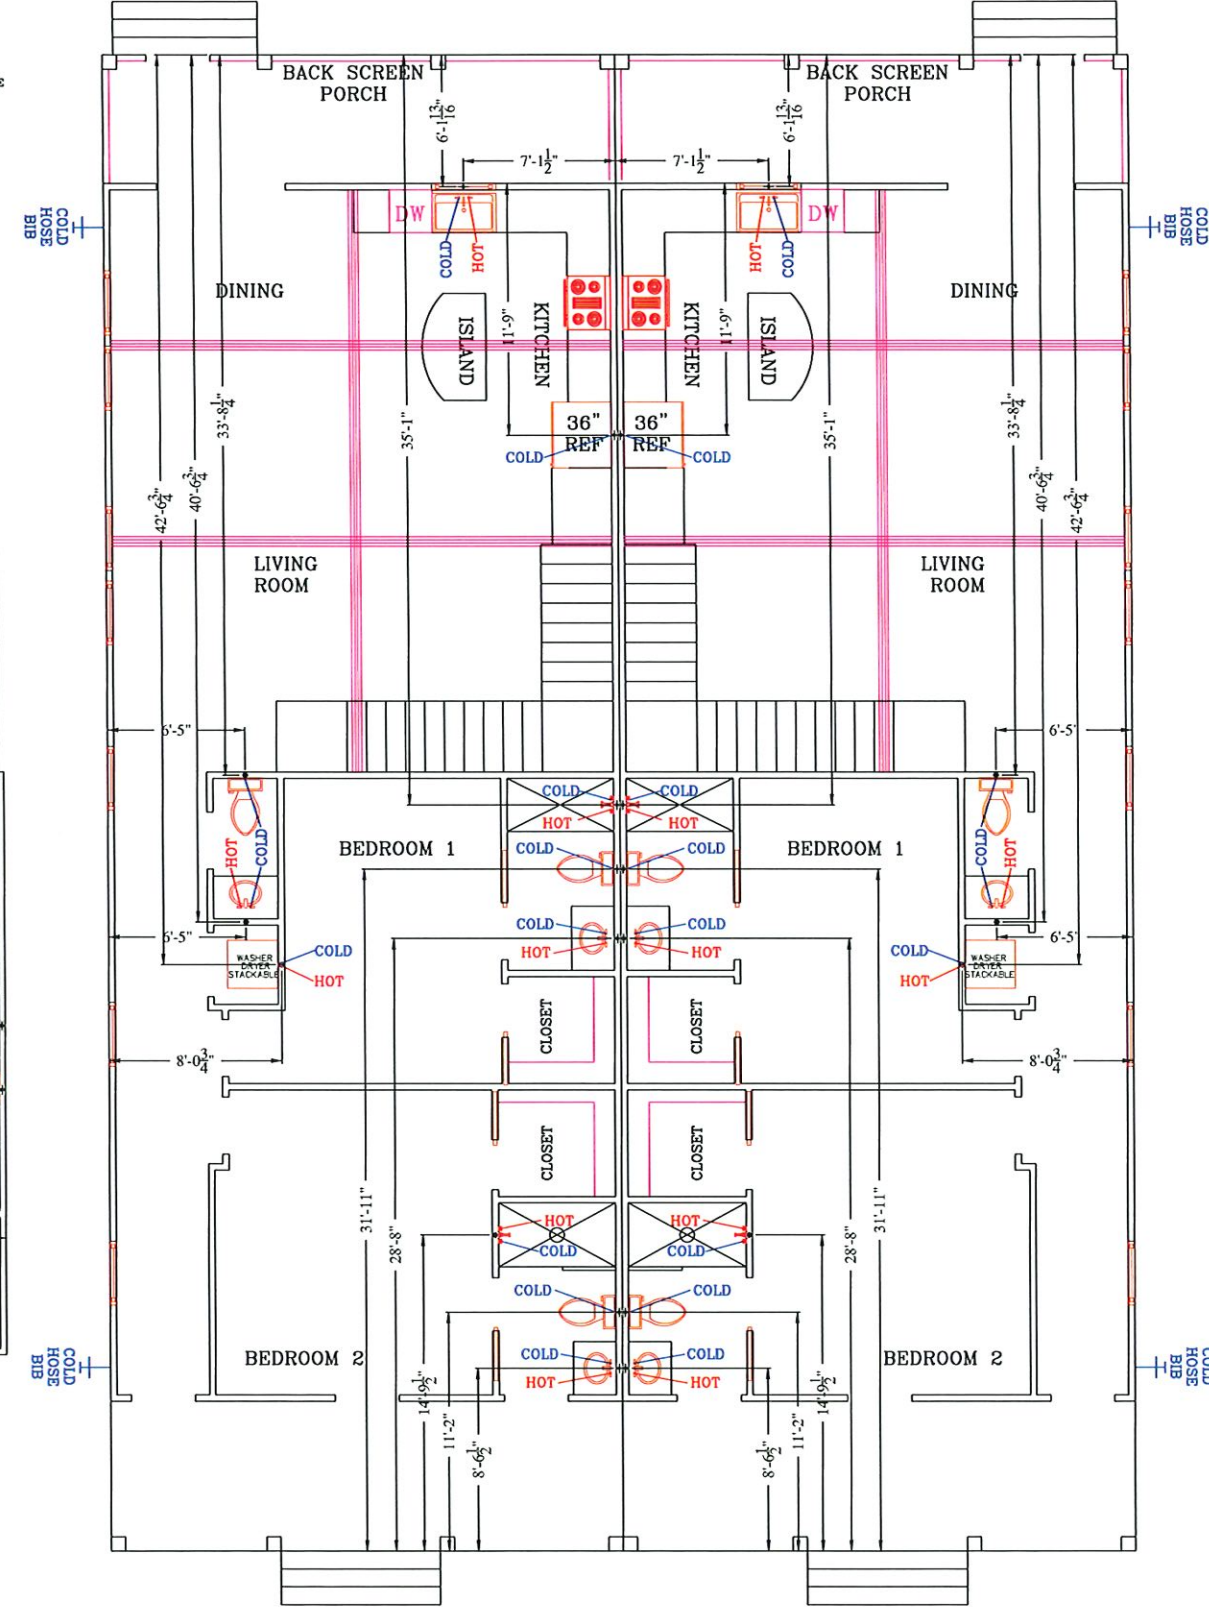 BACK SCREEN
PORCH
BACK SCREEN
PORCH
6'-1 13/16"
6'-1 13/16"
7'-1 1/2"
7'-1 1/2"
COLD
HOSE
BIB
COLD
HOSE
BIB
DW
DW
COLD
HOT
HOT
COLD
DINING
DINING
ISLAND
KITCHEN
KITCHEN
ISLAND
11'-9"
11'-9"
36"
REF
36"
REF
COLD
COLD
33'-8 1/4"
35'-1"
35'-1"
33'-8 1/4"
42'-6 3/4"
40'-6 3/4"
40'-6 3/4"
42'-6 3/4"
LIVING
ROOM
LIVING
ROOM
6'-5"
6'-5"
COLD
HOT
COLD
HOT
HOT
COLD
COLD
HOT
BEDROOM 1
COLD
COLD
BEDROOM 1
COLD
HOT
COLD
HOT
6'-5"
6'-5"
WASHER
DRYER
STACKABLE
COLD
HOT
COLD
HOT
WASHER
DRYER
STACKABLE
CLOSET
CLOSET
8'-0 3/4"
8'-0 3/4"
CLOSET
CLOSET
31'-11"
28'-8"
28'-8"
31'-11"
HOT
COLD
HOT
COLD
COLD
COLD
COLD
HOT
COLD
HOT
BEDROOM 2
BEDROOM 2
COLD
HOSE
BIB
COLD
HOSE
BIB
14'-9 1/2"
11'-2"
8'-6 1/2"
8'-6 1/2"
11'-2"
14'-9 1/2"